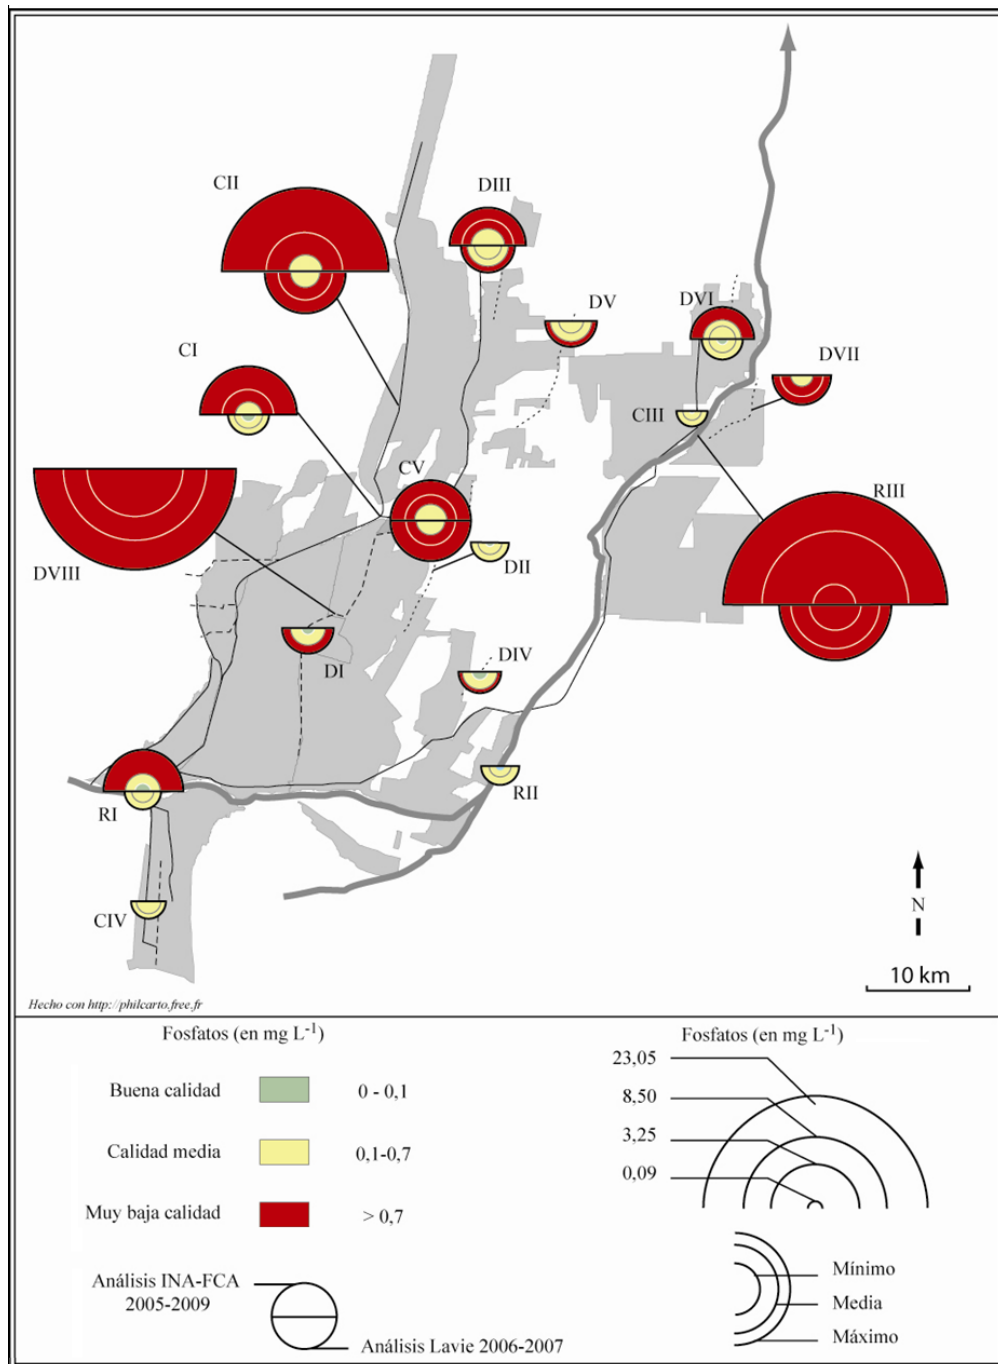 CII
DIII
DV
DVI
DVII
CI
CIII
CV
RIII
DVIII
DII
DI
DIV
RII
RI
CIV
N
10 km
Hecho con http://philcarto.free.fr
Fosfatos (en mg L-1)
Buena calidad 0 - 0,1
Calidad media 0,1-0,7
Muy baja calidad > 0,7
Análisis INA-FCA
2005-2009
Análisis Lavie 2006-2007
Fosfatos (en mg L-1)
23,05
8,50
3,25
0,09
Mínimo
Media
Máximo